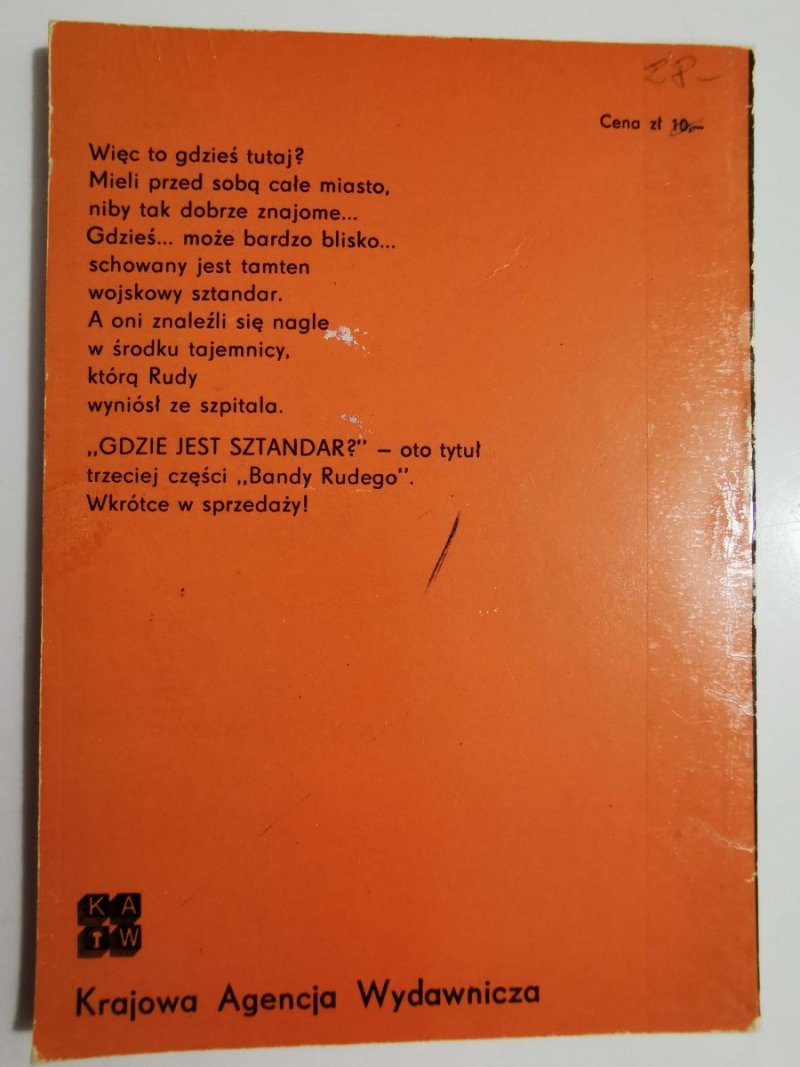 28-
Cena zł 10,—
Więc to gdzieś tutaj?
Mieli przed sobą całe miasto,
niby tak dobrze znajome...
Gdzieś... może bardzo blisko...
schowany jest tamten
wojskowy sztandar.
A oni znaleźli się nagle
w środku tajemnicy,
którą Rudy
wyniósł ze szpitala.
„GDZIE JEST SZTANDAR?" — oto tytuł
trzeciej części „Bandy Rudego".
Wkrótce w sprzedaży!
KA
W
Krajowa Agencja Wydawnicza